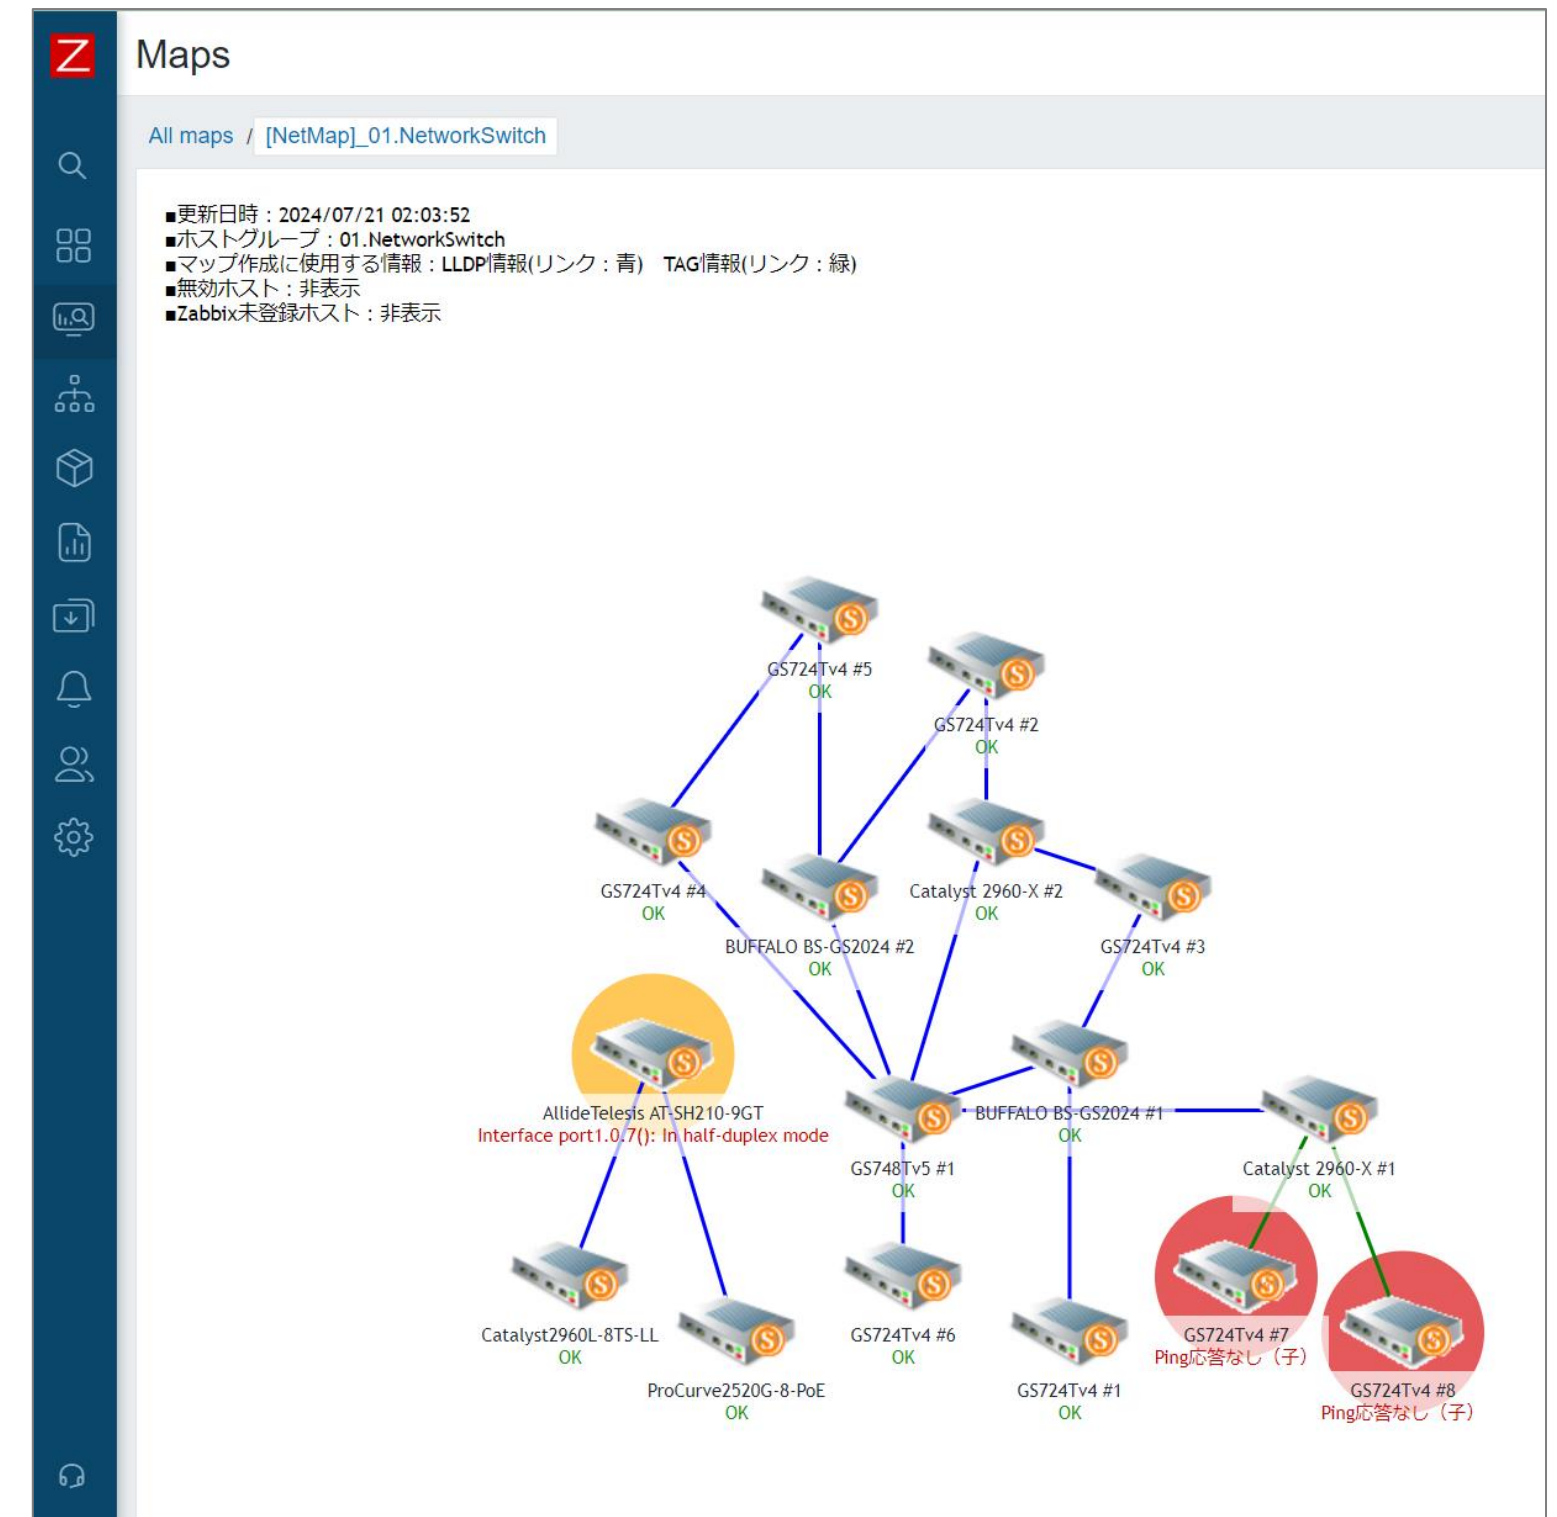 Z
Maps
All maps / [NetMap]_01.NetworkSwitch
■更新日時：2024/07/21 02:03:52
■ホストグループ：01.NetworkSwitch
■マップ作成に使用する情報：LLDP情報(リンク：青)　TAG情報(リンク：緑)
■無効ホスト：非表示
■Zabbix未登録ホスト：非表示
GS724Tv4 #5
OK
GS724Tv4 #2
OK
GS724Tv4 #4
OK
Catalyst 2960-X #2
OK
BUFFALO BS-GS2024 #2
OK
GS724Tv4 #3
OK
AllideTelesis AT-SH210-9GT
Interface port1.0.7(): In half-duplex mode
BUFFALO BS-GS2024 #1
OK
GS748Tv5 #1
OK
Catalyst 2960-X #1
OK
Catalyst2960L-8TS-LL
OK
GS724Tv4 #6
OK
GS724Tv4 #7
Ping応答なし（子）
ProCurve2520G-8-PoE
OK
GS724Tv4 #1
OK
GS724Tv4 #8
Ping応答なし（子）